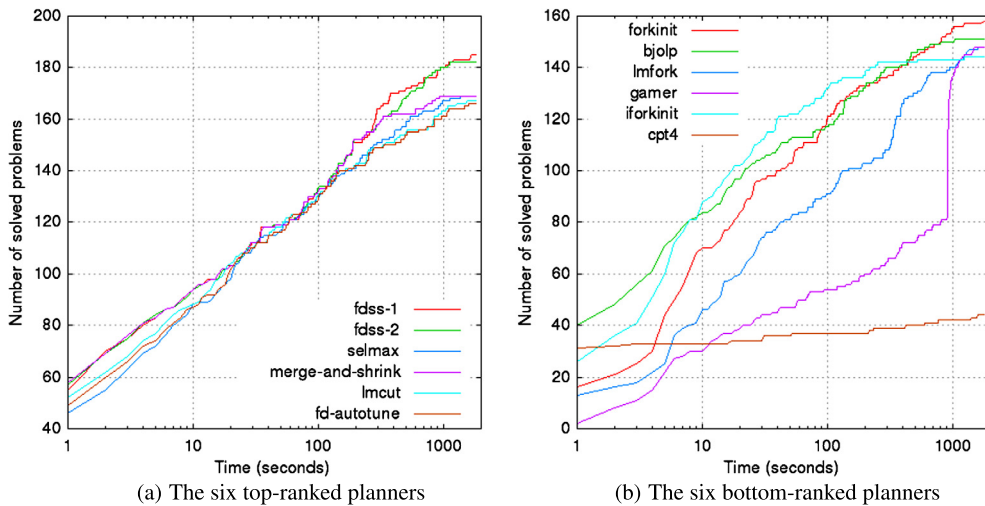 200
180
160
140
120
100
80
60
40
Number of solved problems
1
10
100
1000
Time (seconds)
fdss-1
fdss-2
selmax
merge-and-shrink
lmcut
fd-autotune
(a) The six top-ranked planners
160
140
120
100
80
60
40
20
0
Number of solved problems
1
10
100
1000
Time (seconds)
forkinit
bjolp
lmfork
gamer
iforkinit
cpt4
(b) The six bottom-ranked planners